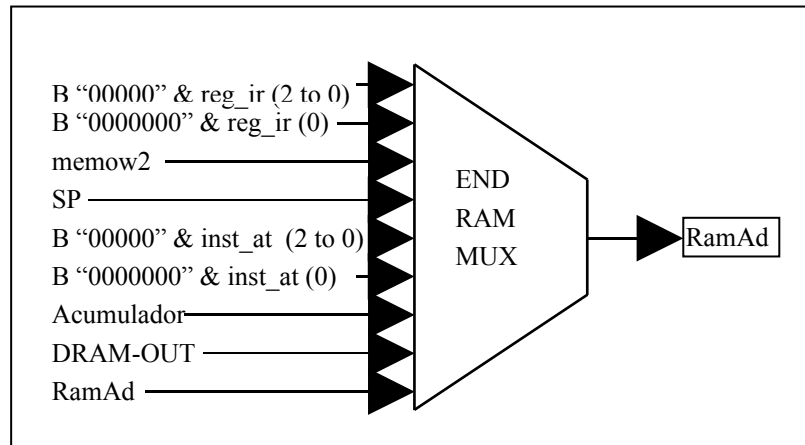 B “00000” & reg_ir (2 to 0)
B “0000000” & reg_ir (0)
memow2
SP
B “00000” & inst_at (2 to 0)
B “0000000” & inst_at (0)
Acumulador
DRAM-OUT
RamAd
END
RAM
MUX
RamAd